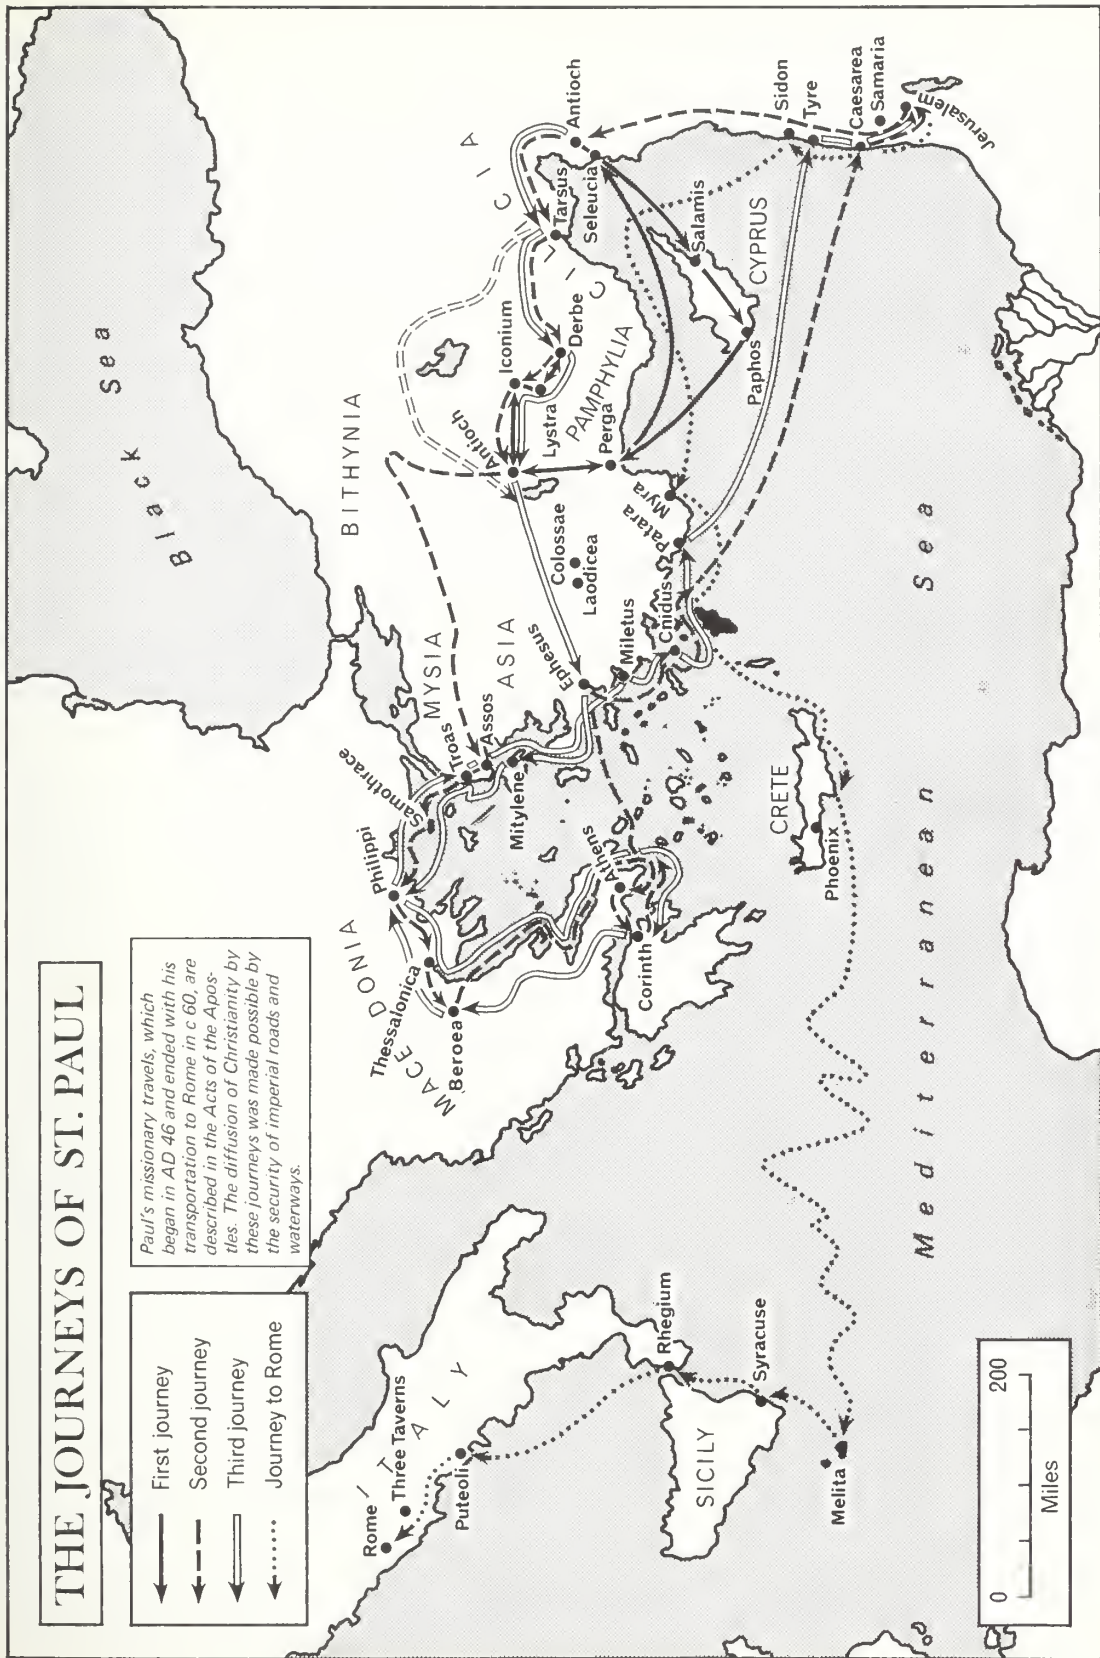 THE JOURNEYS OF ST. PAUL
First journey
Second journey
Third journey
Journey to Rome
Paul's missionary travels, which
began in AD 46 and ended with his
transportation to Rome in c 60, are
described in the Acts of the Apos-
tles. The diffusion of Christianity by
these journeys was made possible by
the security of imperial roads and
waterways.
Black Sea
BITHYNIA
MACEDONIA
MYSIA
ASIA
CILICIA
PAMPHYLIA
ITALY
SICILY
CRETE
CYPRUS
Mediterranean Sea
Rome
Three Taverns
Puteoli
Rhegium
Syracuse
Melita
Thessalonica
Beroea
Philippi
Samothrace
Troas
Assos
Mitylene
Athens
Corinth
Ephesus
Miletus
Cnidus
Colossae
Laodicea
Patara
Myra
Phoenix
Antioch
Iconium
Lystra
Derbe
Perga
Tarsus
Seleucia
Antioch
Salamis
Paphos
Sidon
Tyre
Caesarea
Samaria
Jerusalem
0 200
Miles